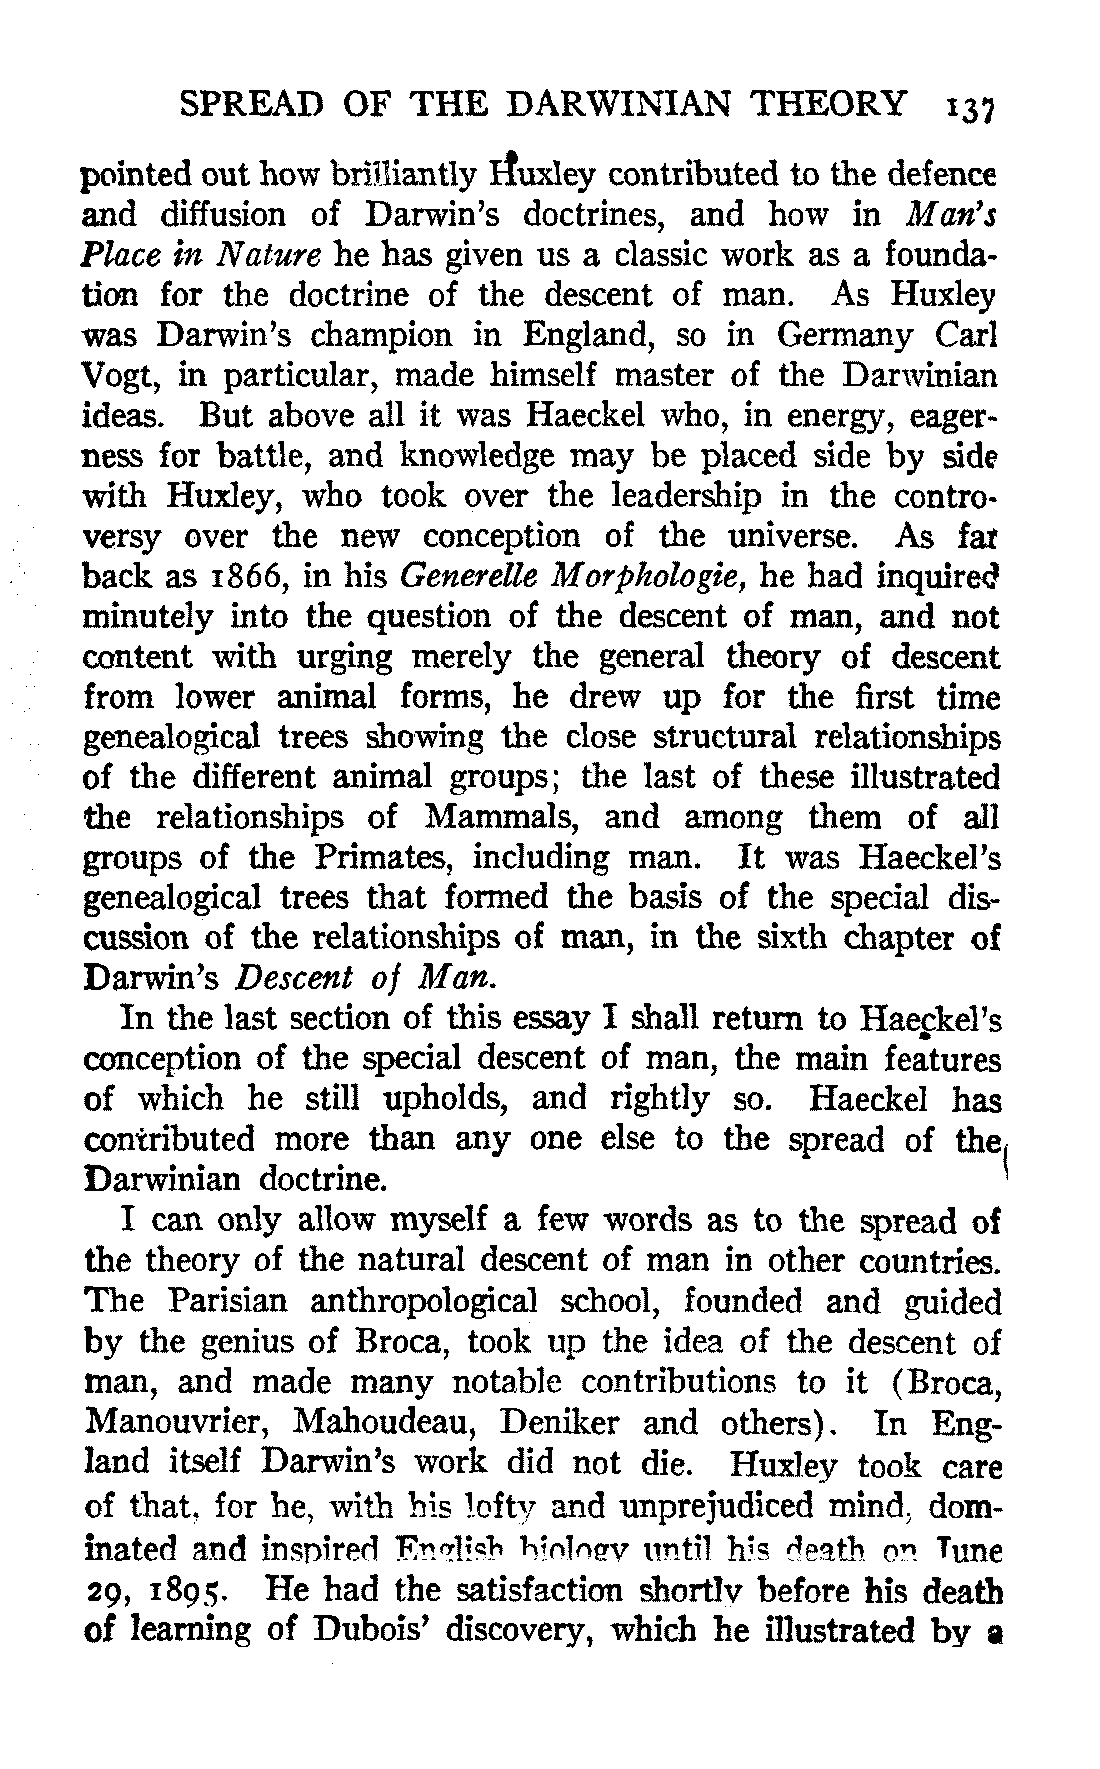 SPREAD OF THE DARWINIAN THEORY 137
pointed out how brilliantly Huxley contributed to the defence
and diffusion of Darwin's doctrines, and how in Man's
Place in Nature he has given us a classic work as a founda-
tion for the doctrine of the descent of man. As Huxley
was Darwin's champion in England, so in Germany Carl
Vogt, in particular, made himself master of the Darwinian
ideas. But above all it was Haeckel who, in energy, eager-
ness for battle, and knowledge may be placed side by side
with Huxley, who took over the leadership in the contro-
versy over the new conception of the universe. As far
back as 1866, in his Generelle Morphologie, he had inquired
minutely into the question of the descent of man, and not
content with urging merely the general theory of descent
from lower animal forms, he drew up for the first time
genealogical trees showing the close structural relationships
of the different animal groups; the last of these illustrated
the relationships of Mammals, and among them of all
groups of the Primates, including man. It was Haeckel's
genealogical trees that formed the basis of the special dis-
cussion of the relationships of man, in the sixth chapter of
Darwin's Descent of Man.
In the last section of this essay I shall return to Haeckel's
conception of the special descent of man, the main features
of which he still upholds, and rightly so. Haeckel has
contributed more than any one else to the spread of the
Darwinian doctrine.
I can only allow myself a few words as to the spread of
the theory of the natural descent of man in other countries.
The Parisian anthropological school, founded and guided
by the genius of Broca, took up the idea of the descent of
man, and made many notable contributions to it (Broca,
Manouvrier, Mahoudeau, Deniker and others). In Eng-
land itself Darwin's work did not die. Huxley took care
of that, for he, with his lofty and unprejudiced mind, dom-
inated and inspired English biology until his death on June
29, 1895. He had the satisfaction shortly before his death
of learning of Dubois' discovery, which he illustrated by a